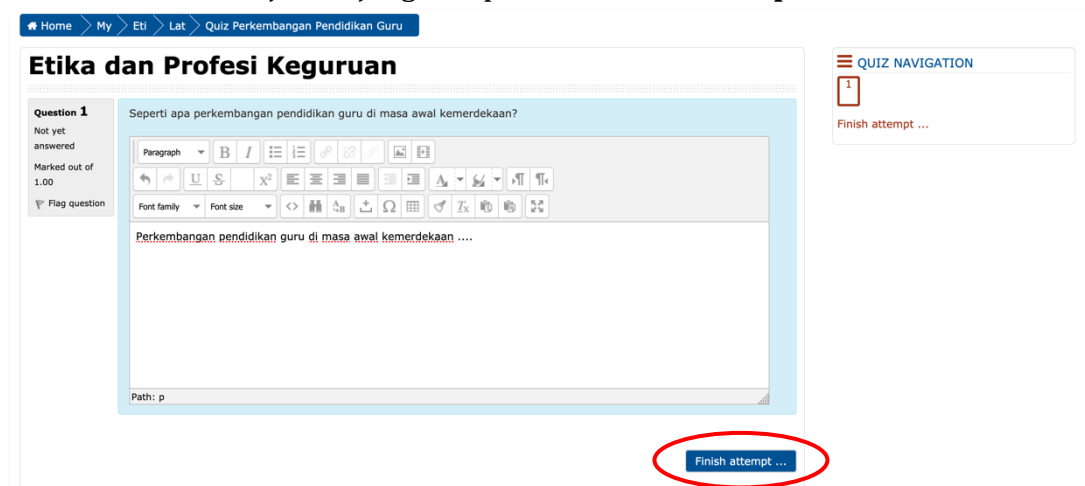 Home My Eti Lat Quiz Perkembangan Pendidikan Guru
Etika dan Profesi Keguruan
Question 1
Not yet
answered
Marked out of
1.00
Flag question
Seperti apa perkembangan pendidikan guru di masa awal kemerdekaan?
Paragraph
Font family Font size
Perkembangan pendidikan guru di masa awal kemerdekaan ....
Path: p
Finish attempt ...
QUIZ NAVIGATION
1
Finish attempt ...